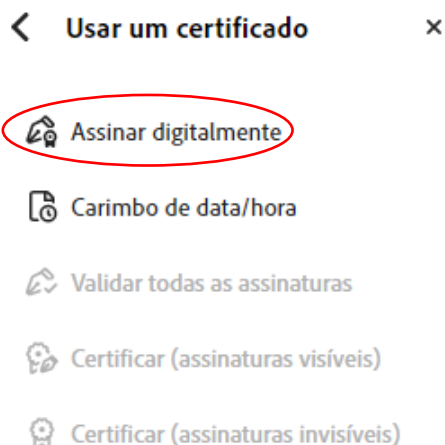 Usar um certificado
Assinar digitalmente
Carimbo de data/hora
Validar todas as assinaturas
Certificar (assinaturas visíveis)
Certificar (assinaturas invisíveis)